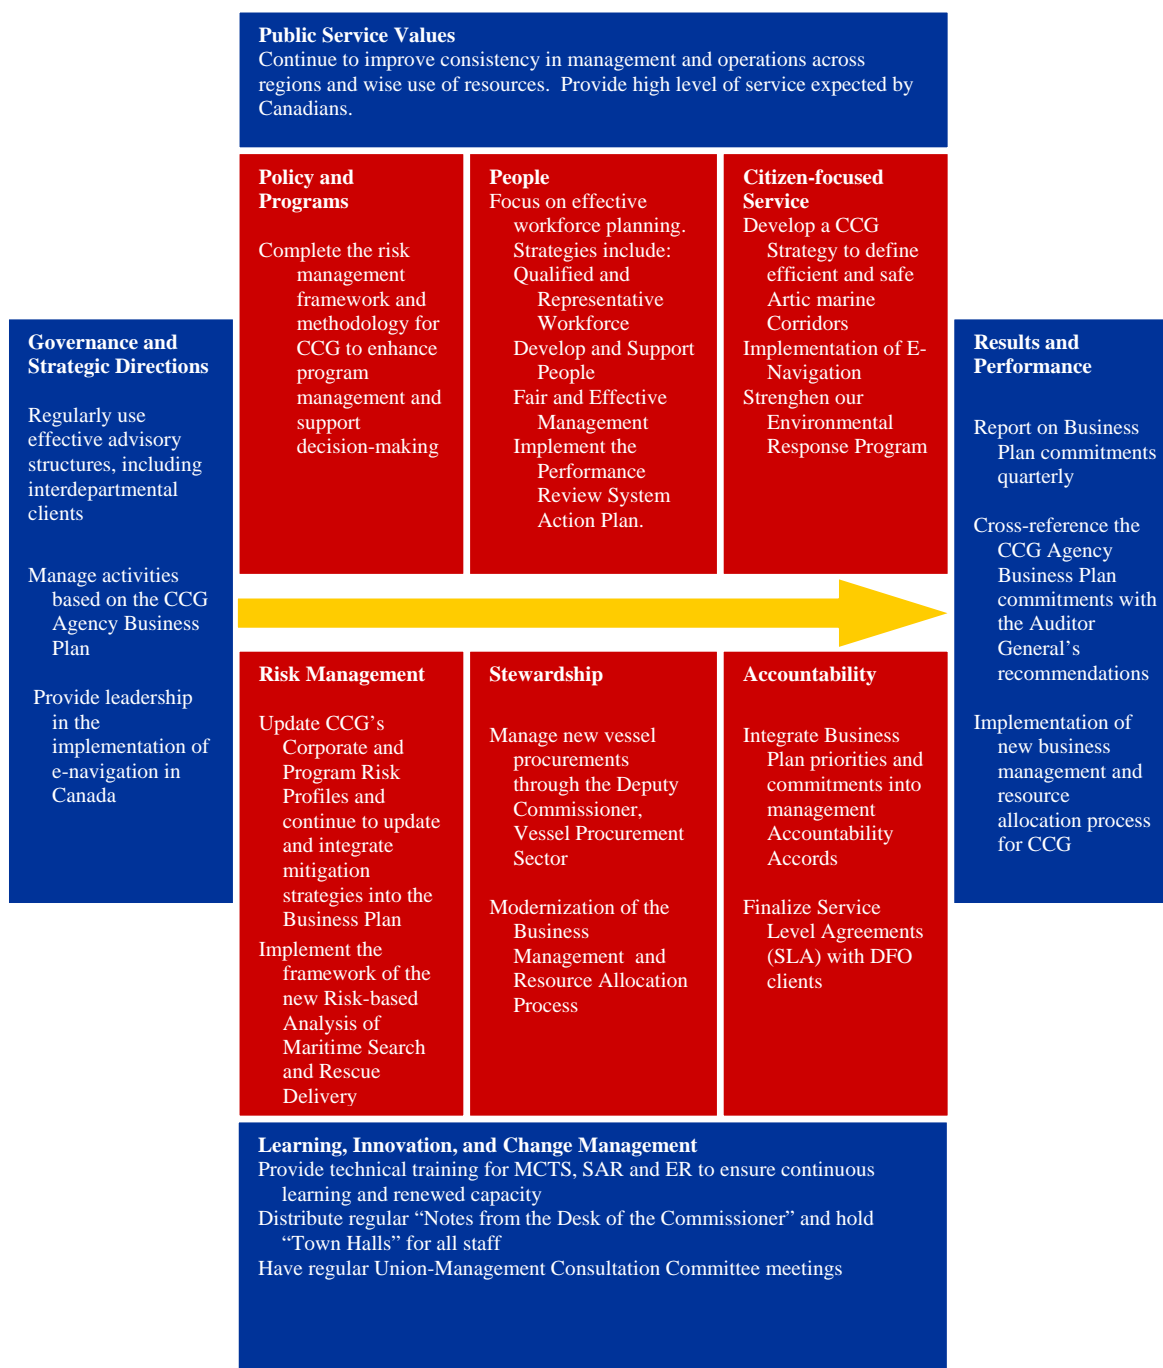 Public Service Values
Continue to improve consistency in management and operations across
regions and wise use of resources.  Provide high level of service expected by
Canadians.
Governance and
Strategic Directions
Regularly use
effective advisory
structures, including
interdepartmental
clients
Manage activities
based on the CCG
Agency Business
Plan
Provide leadership
in the
implementation of
e-navigation in
Canada
Policy and
Programs
Complete the risk
management
framework and
methodology for
CCG to enhance
program
management and
support
decision-making
People
Focus on effective
workforce planning.
Strategies include:
Qualified and
Representative
Workforce
Develop and Support
People
Fair and Effective
Management
Implement the
Performance
Review System
Action Plan.
Citizen-focused
Service
Develop a CCG
Strategy to define
efficient and safe
Artic marine
Corridors
Implementation of E-
Navigation
Strengthen our
Environmental
Response Program
Risk Management
Update CCG's
Corporate and
Program Risk
Profiles and
continue to update
and integrate
mitigation
strategies into the
Business Plan
Implement the
framework of the
new Risk-based
Analysis of
Maritime Search
and Rescue
Delivery
Stewardship
Manage new vessel
procurements
through the Deputy
Commissioner,
Vessel Procurement
Sector
Modernization of the
Business
Management  and
Resource Allocation
Process
Accountability
Integrate Business
Plan priorities and
commitments into
management
Accountability
Accords
Finalize Service
Level Agreements
(SLA) with DFO
clients
Results and
Performance
Report on Business
Plan commitments
quarterly
Cross-reference the
CCG Agency
Business Plan
commitments with
the Auditor
General's
recommendations
Implementation of
new business
management and
resource
allocation process
for CCG
Learning, Innovation, and Change Management
Provide technical training for MCTS, SAR and ER to ensure continuous
learning and renewed capacity
Distribute regular “Notes from the Desk of the Commissioner” and hold
“Town Halls” for all staff
Have regular Union-Management Consultation Committee meetings